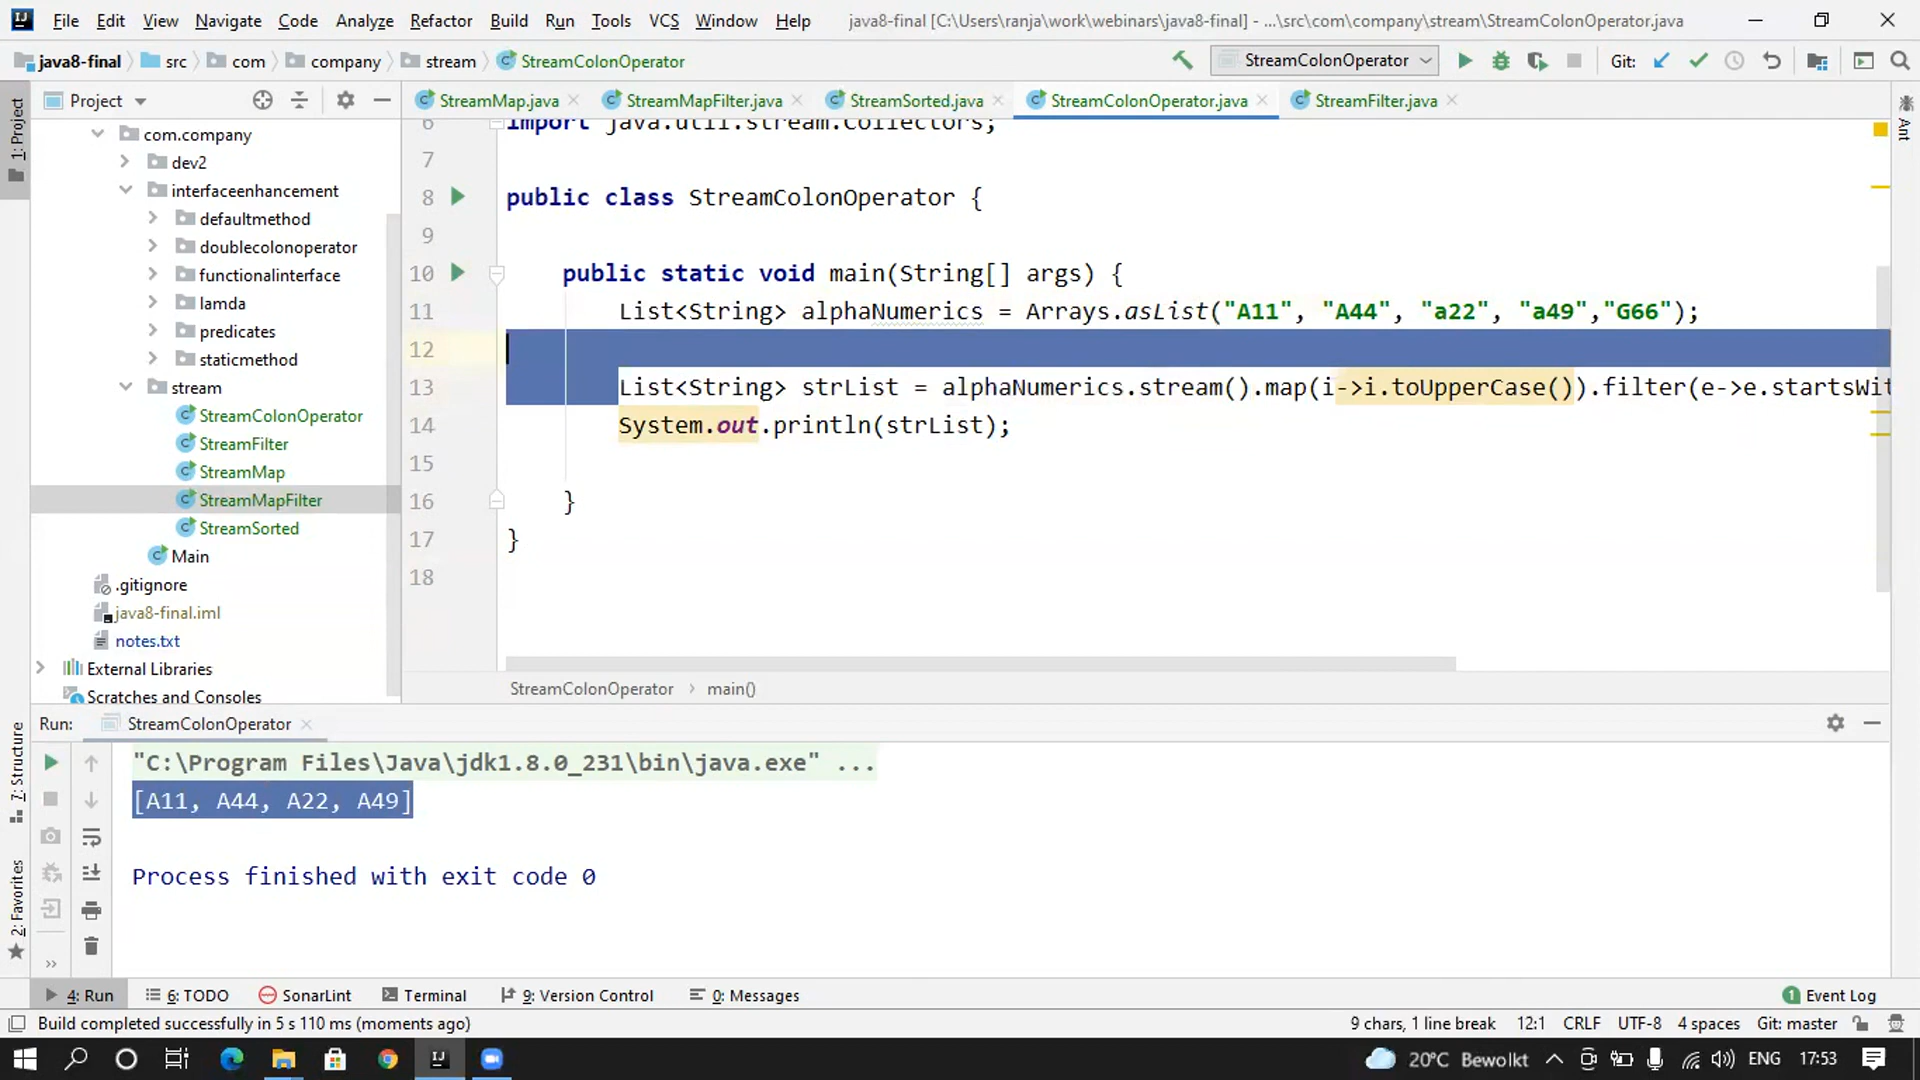 File Edit View Navigate Code Analyze Refactor Build Run Tools VCS Window Help java8-final [C:\Users\ranja\work\webinars\java8-final] - ...\src\com\company\stream\StreamColonOperator.java
java8-final src com company stream StreamColonOperator StreamColonOperator Git:
Project StreamMap.java StreamMapFilter.java StreamSorted.java StreamColonOperator.java StreamFilter.java
1: Project
Ant
com.company
dev2
interfaceenhancement
defaultmethod
doublecolonoperator
functionalinterface
lamda
predicates
staticmethod
stream
StreamColonOperator
StreamFilter
StreamMap
StreamMapFilter
StreamSorted
Main
.gitignore
java8-final.iml
notes.txt
External Libraries
Scratches and Consoles
6 import java.util.stream.Collectors;
7
8 public class StreamColonOperator {
9
10 public static void main(String[] args) {
11 List<String> alphaNumerics = Arrays.asList("A11", "A44", "a22", "a49","G66");
12
13 List<String> strList = alphaNumerics.stream().map(i->i.toUpperCase()).filter(e->e.startsWit
14 System.out.println(strList);
15
16 }
17 }
18
StreamColonOperator main()
Run: StreamColonOperator
7: Structure
2: Favorites
"C:\Program Files\Java\jdk1.8.0_231\bin\java.exe" ...
[A11, A44, A22, A49]
Process finished with exit code 0
4: Run 6: TODO SonarLint Terminal 9: Version Control 0: Messages 1 Event Log
Build completed successfully in 5 s 110 ms (moments ago) 9 chars, 1 line break 12:1 CRLF UTF-8 4 spaces Git: master
20°C Bewolkt ENG 17:53